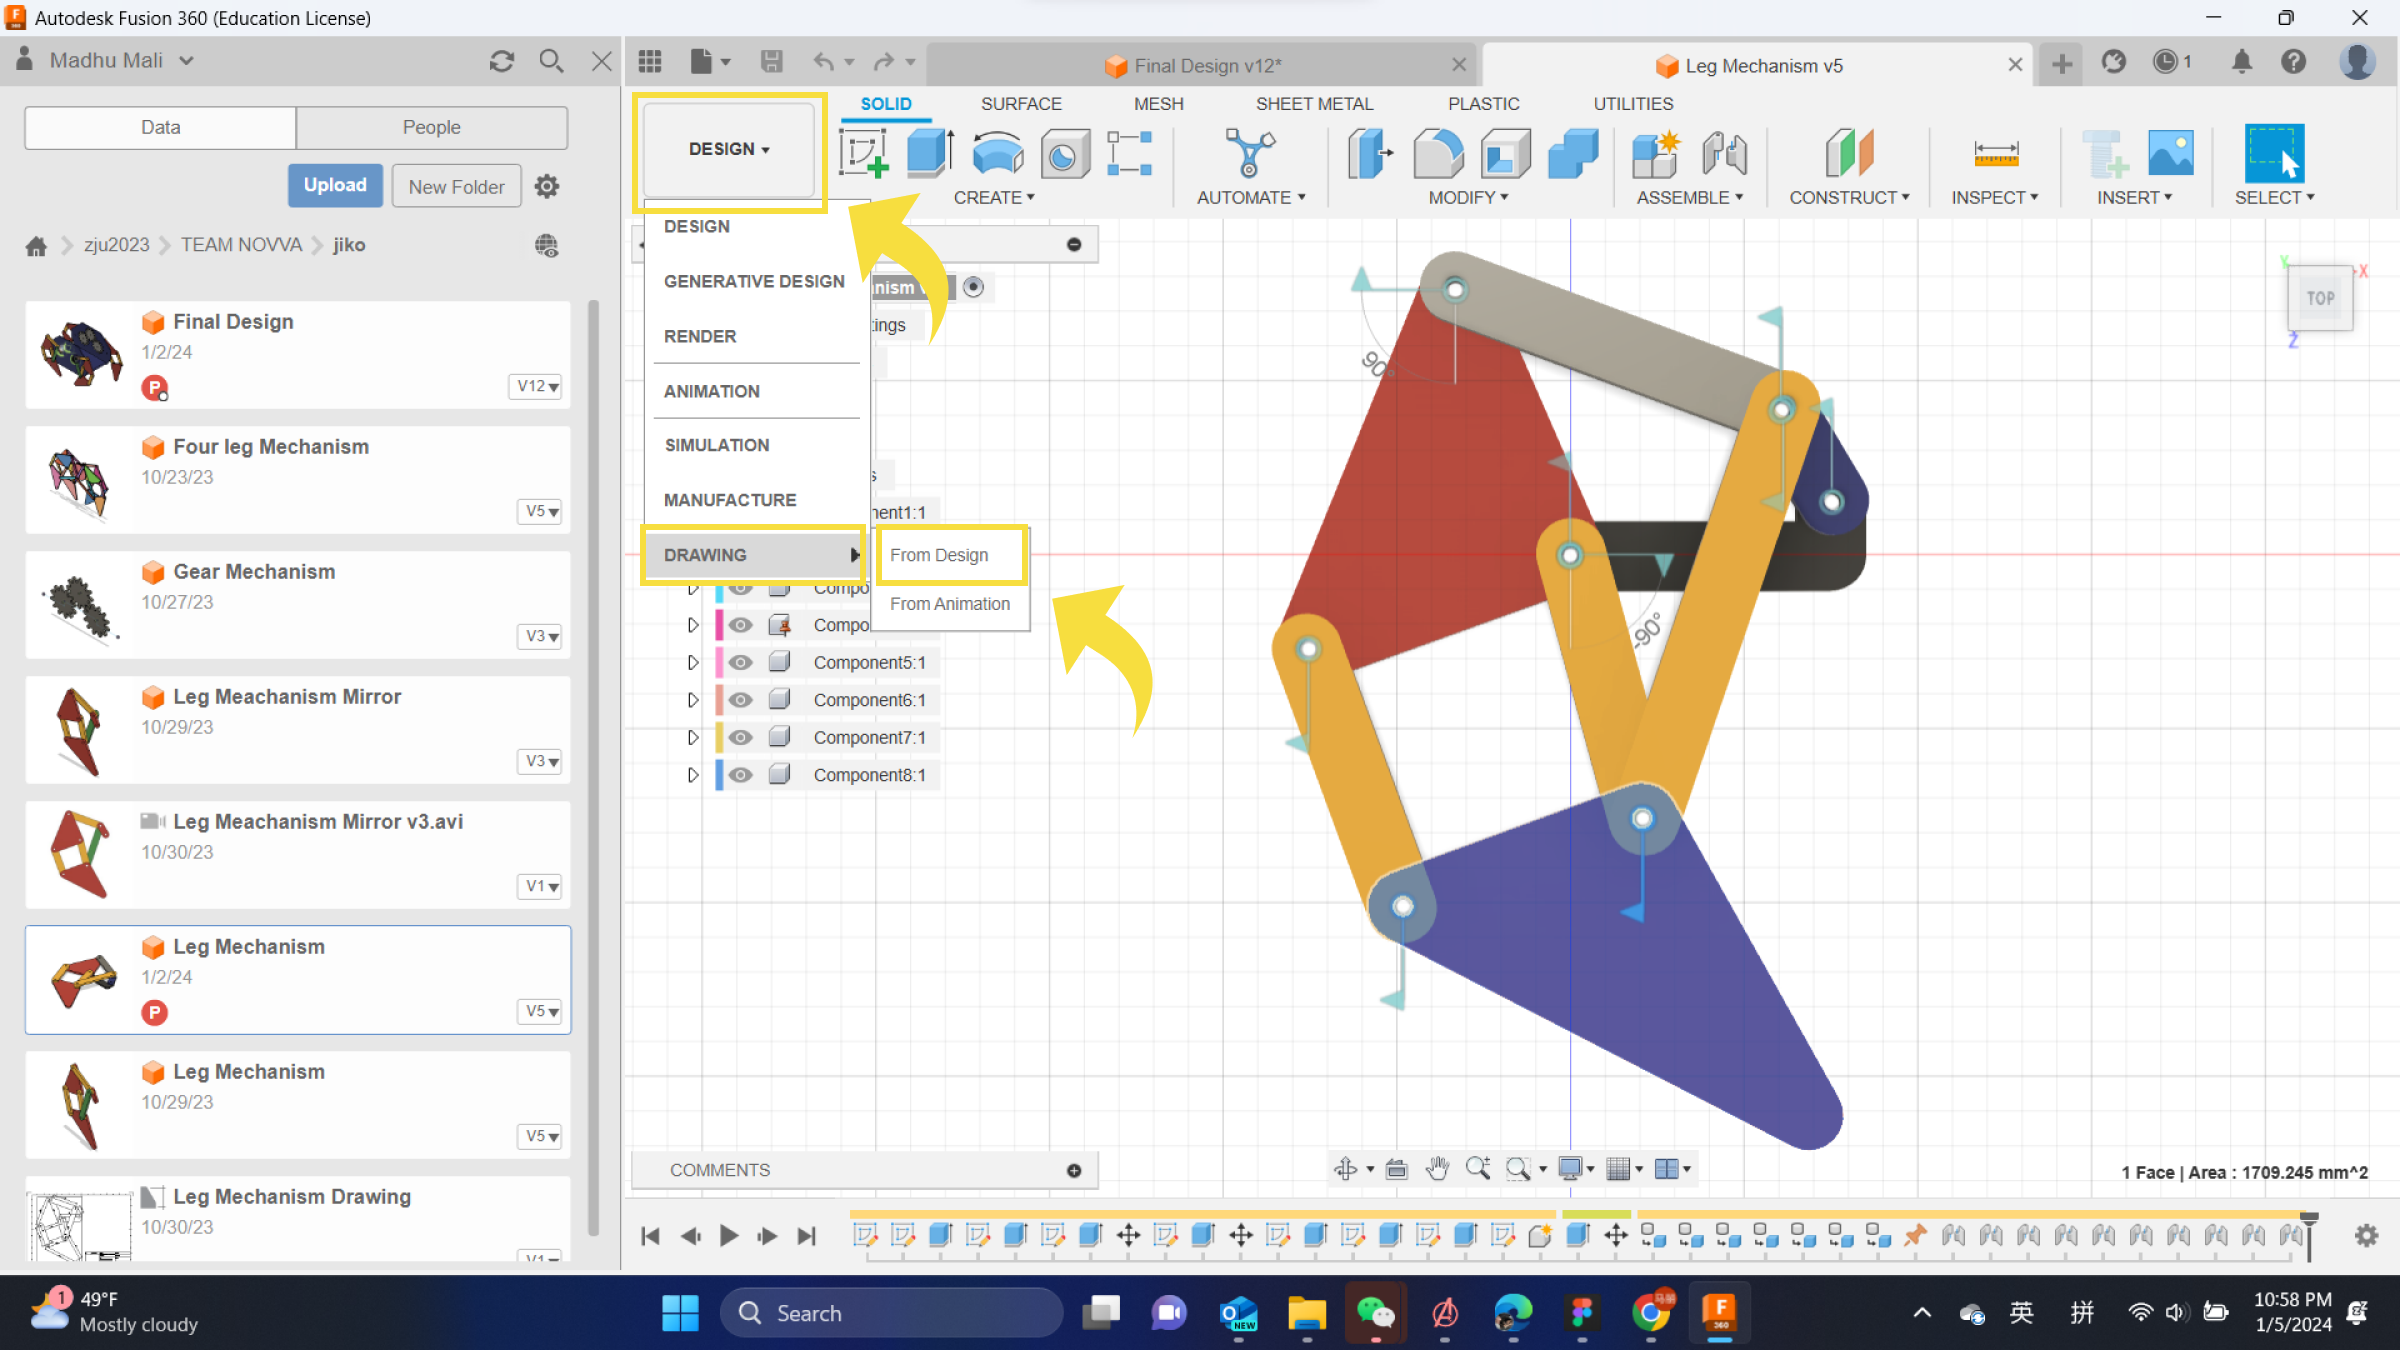 Autodesk Fusion 360 (Education License)
Madhu Mali
Final Design v12*
Leg Mechanism v5
1
Data
People
Upload
New Folder
zju2023
TEAM NOVVA
jiko
Final Design
1/2/24
P
V12
Four leg Mechanism
10/23/23
V5
Gear Mechanism
10/27/23
V3
Leg Meachanism Mirror
10/29/23
V3
Leg Meachanism Mirror v3.avi
10/30/23
V1
Leg Mechanism
1/2/24
P
V5
Leg Mechanism
10/29/23
V5
Leg Mechanism Drawing
10/30/23
V1
DESIGN
SOLID
SURFACE
MESH
SHEET METAL
PLASTIC
UTILITIES
CREATE
AUTOMATE
MODIFY
ASSEMBLE
CONSTRUCT
INSPECT
INSERT
SELECT
DESIGN
GENERATIVE DESIGN
RENDER
ANIMATION
SIMULATION
MANUFACTURE
DRAWING
From Design
From Animation
nism
tings
s
nent1:1
Compo
Compo
Component5:1
Component6:1
Component7:1
Component8:1
90°
-90°
TOP
Y
X
Z
COMMENTS
1 Face | Area : 1709.245 mm^2
1
49°F
Mostly cloudy
Search
NEW
F
360
英
拼
10:58 PM
1/5/2024